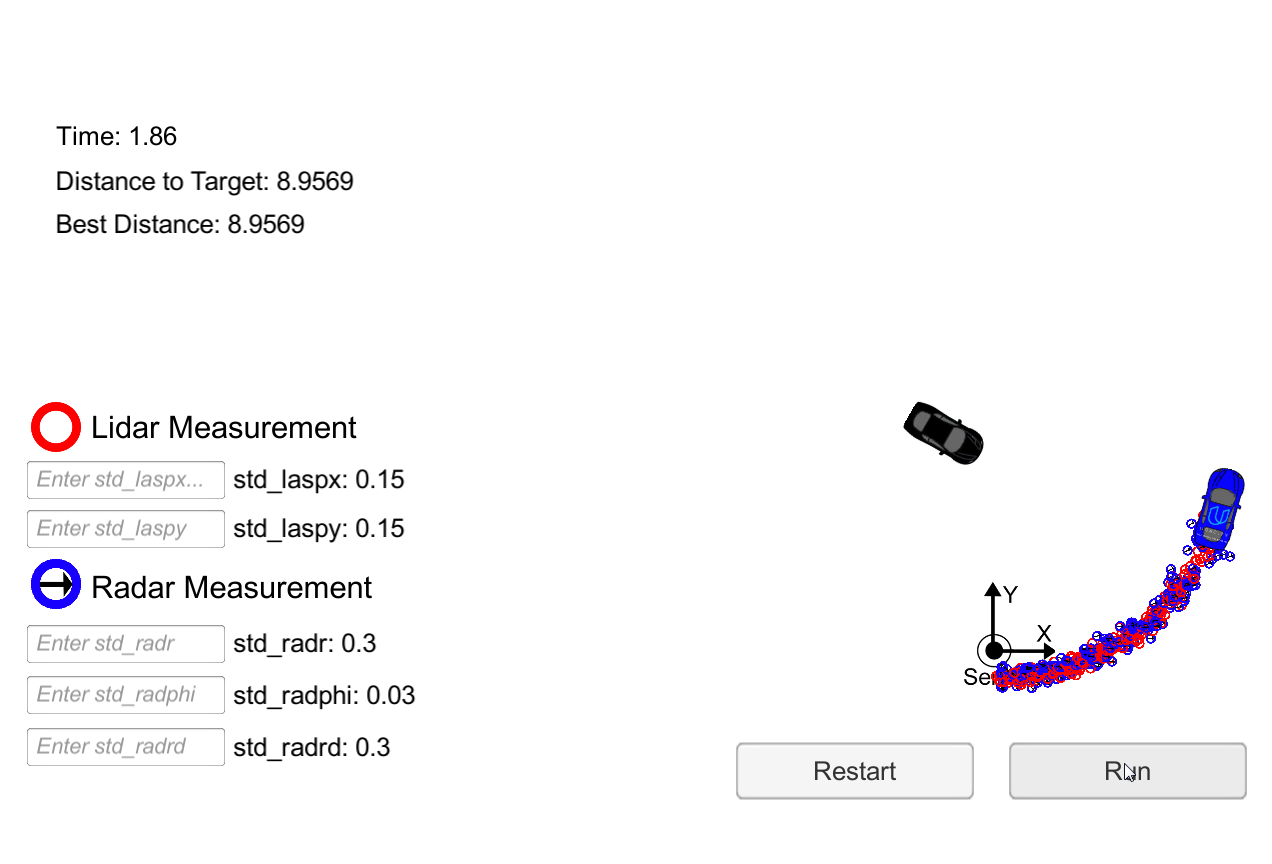 Time: 1.86
Distance to Target: 8.9569
Best Distance: 8.9569
Lidar Measurement
Enter std_laspx... std_laspx: 0.15
Enter std_laspy std_laspy: 0.15
Radar Measurement
Enter std_radr std_radr: 0.3
Enter std_radphi std_radphi: 0.03
Enter std_radrd std_radrd: 0.3
Y
X
Se
Restart
Run